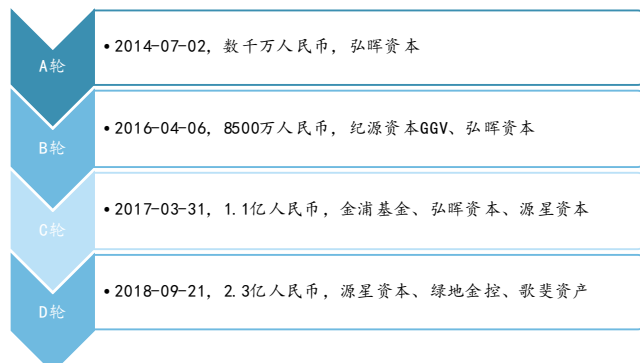 A轮
•2014-07-02, 数千万人民币, 弘晖资本
B轮
•2016-04-06, 8500万人民币, 纪源资本GGV、弘晖资本
C轮
•2017-03-31, 1.1亿人民币, 金浦基金、弘晖资本、源星资本
D轮
•2018-09-21, 2.3亿人民币, 源星资本、绿地金控、歌斐资产